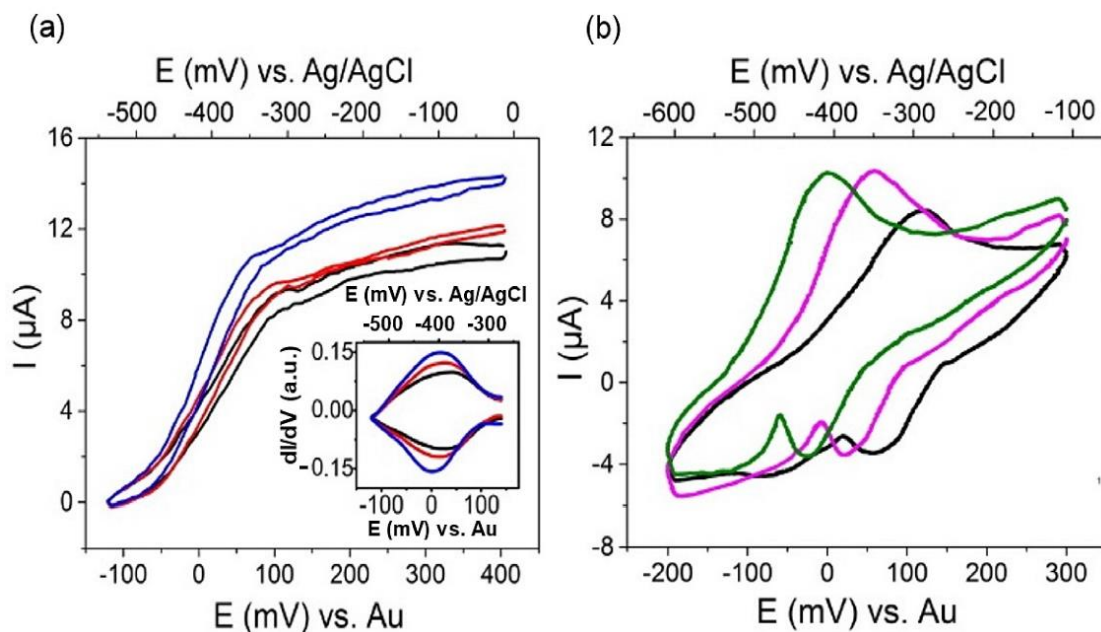 (a)
E (mV) vs. Ag/AgCl
-500 -400 -300 -200 -100 0
16
12
8
4
0
I (µA)
-100 0 100 200 300 400
E (mV) vs. Au
E (mV) vs. Ag/AgCl
-500 -400 -300
0.15
0.00
-0.15
dI/dV (a.u.)
-100 0 100
E (mV) vs. Au
(b)
E (mV) vs. Ag/AgCl
-600 -500 -400 -300 -200 -100
12
8
4
0
-4
-8
I (µA)
-200 -100 0 100 200 300
E (mV) vs. Au